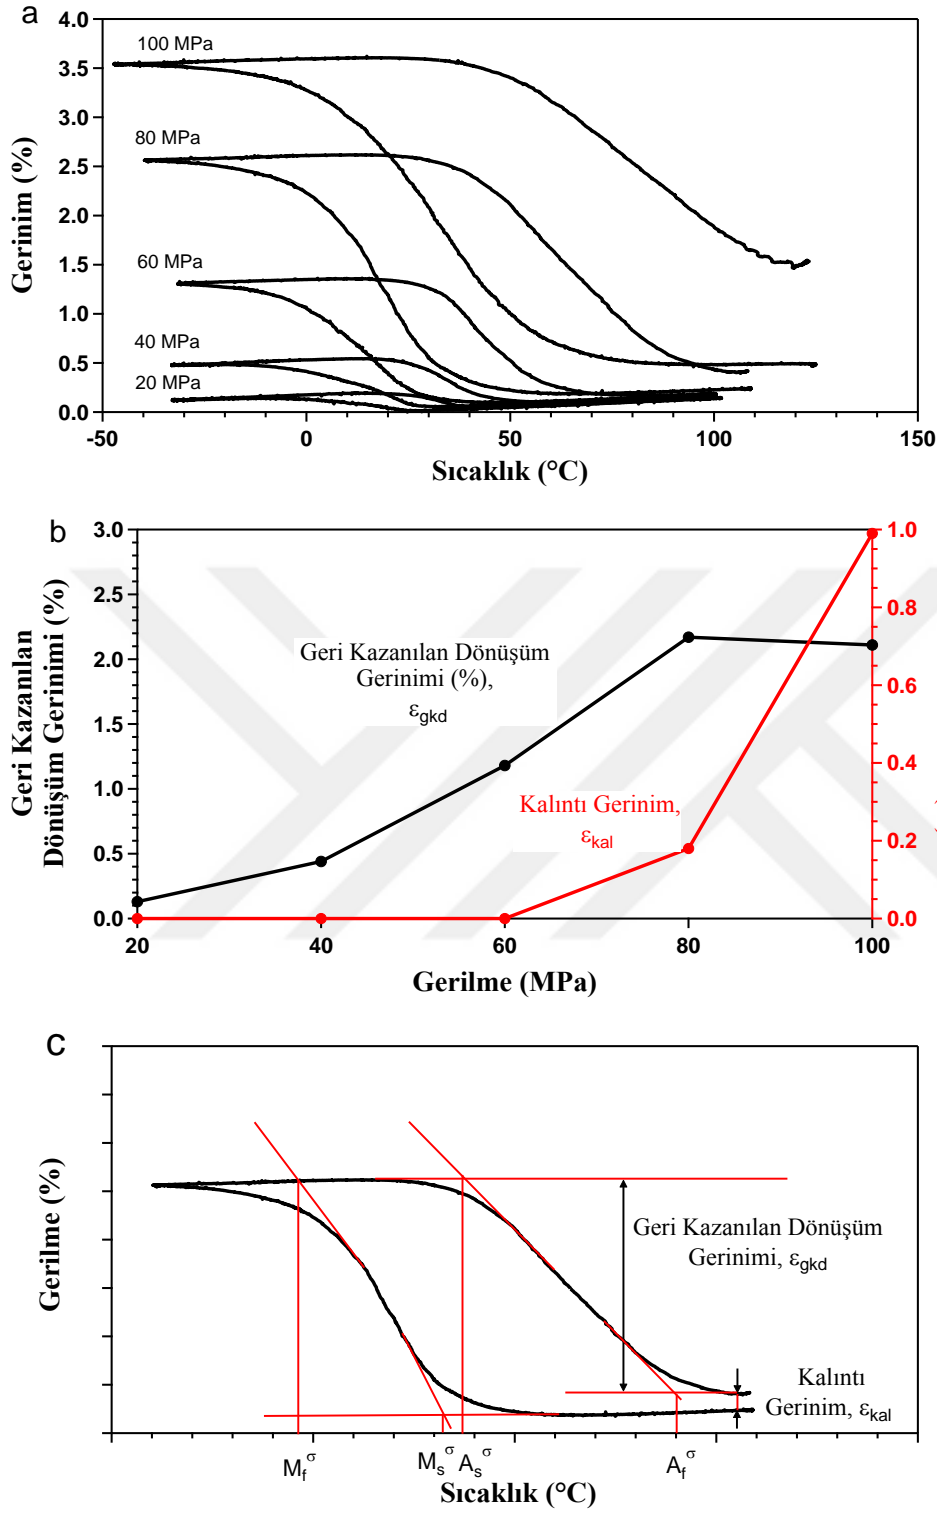 a
4.0
3.5
3.0
2.5
2.0
1.5
1.0
0.5
0.0
Gerinim (%)
100 MPa
80 MPa
60 MPa
40 MPa
20 MPa
-50
0
50
100
150
Sıcaklık (°C)
b
3.0
2.5
2.0
1.5
1.0
0.5
0.0
Geri Kazanılan
Dönüşüm Gerinimi (%)
Geri Kazanılan Dönüşüm
Gerinimi (%),
εgkd
Kalıntı Gerinim,
εkal
1.0
0.8
0.6
0.4
0.2
0.0
20
40
60
80
100
Gerilme (MPa)
c
Gerilme (%)
Geri Kazanılan Dönüşüm
Gerinimi, εgkd
Kalıntı
Gerinim, εkal
Mfσ
Msσ
Asσ
Afσ
Sıcaklık (°C)